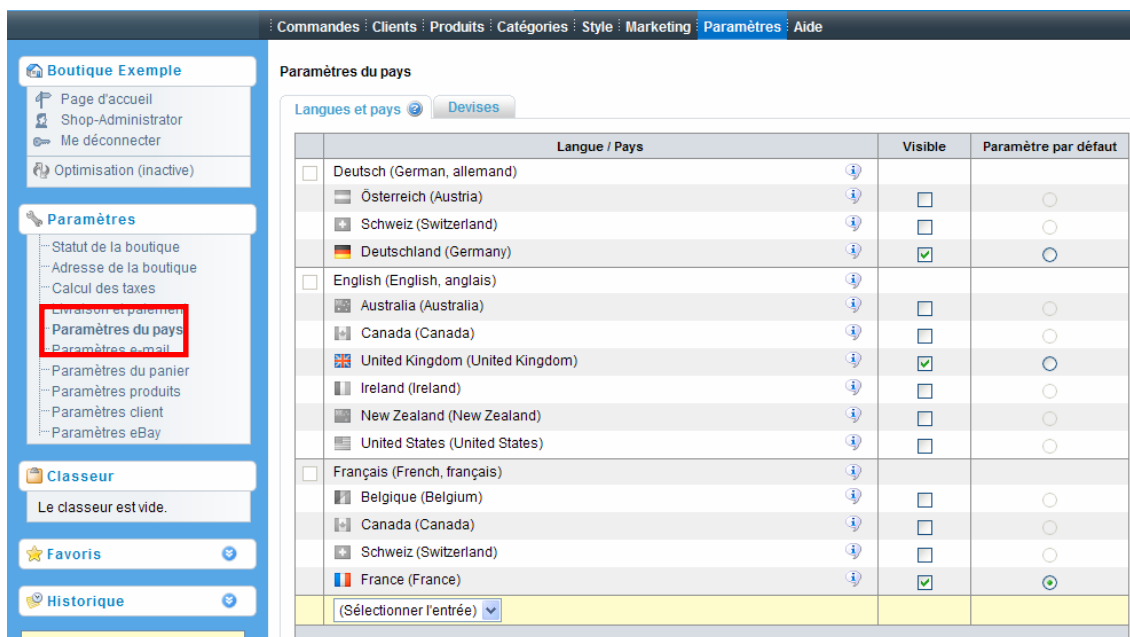 Commandes Clients Produits Catégories Style Marketing Paramètres Aide
Boutique Exemple
Page d'accueil
Shop-Administrator
Me déconnecter
Optimisation (inactive)
Paramètres
Statut de la boutique
Adresse de la boutique
Calcul des taxes
Livraison et paiement
Paramètres du pays
Paramètres e-mail
Paramètres du panier
Paramètres produits
Paramètres client
Paramètres eBay
Classeur
Le classeur est vide.
Favoris
Historique
Paramètres du pays
Langues et pays Devises
Langue / Pays Visible Paramètre par défaut
Deutsch (German, allemand)
Österreich (Austria)
Schweiz (Switzerland)
Deutschland (Germany)
English (English, anglais)
Australia (Australia)
Canada (Canada)
United Kingdom (United Kingdom)
Ireland (Ireland)
New Zealand (New Zealand)
United States (United States)
Français (French, français)
Belgique (Belgium)
Canada (Canada)
Schweiz (Switzerland)
France (France)
(Sélectionner l'entrée)